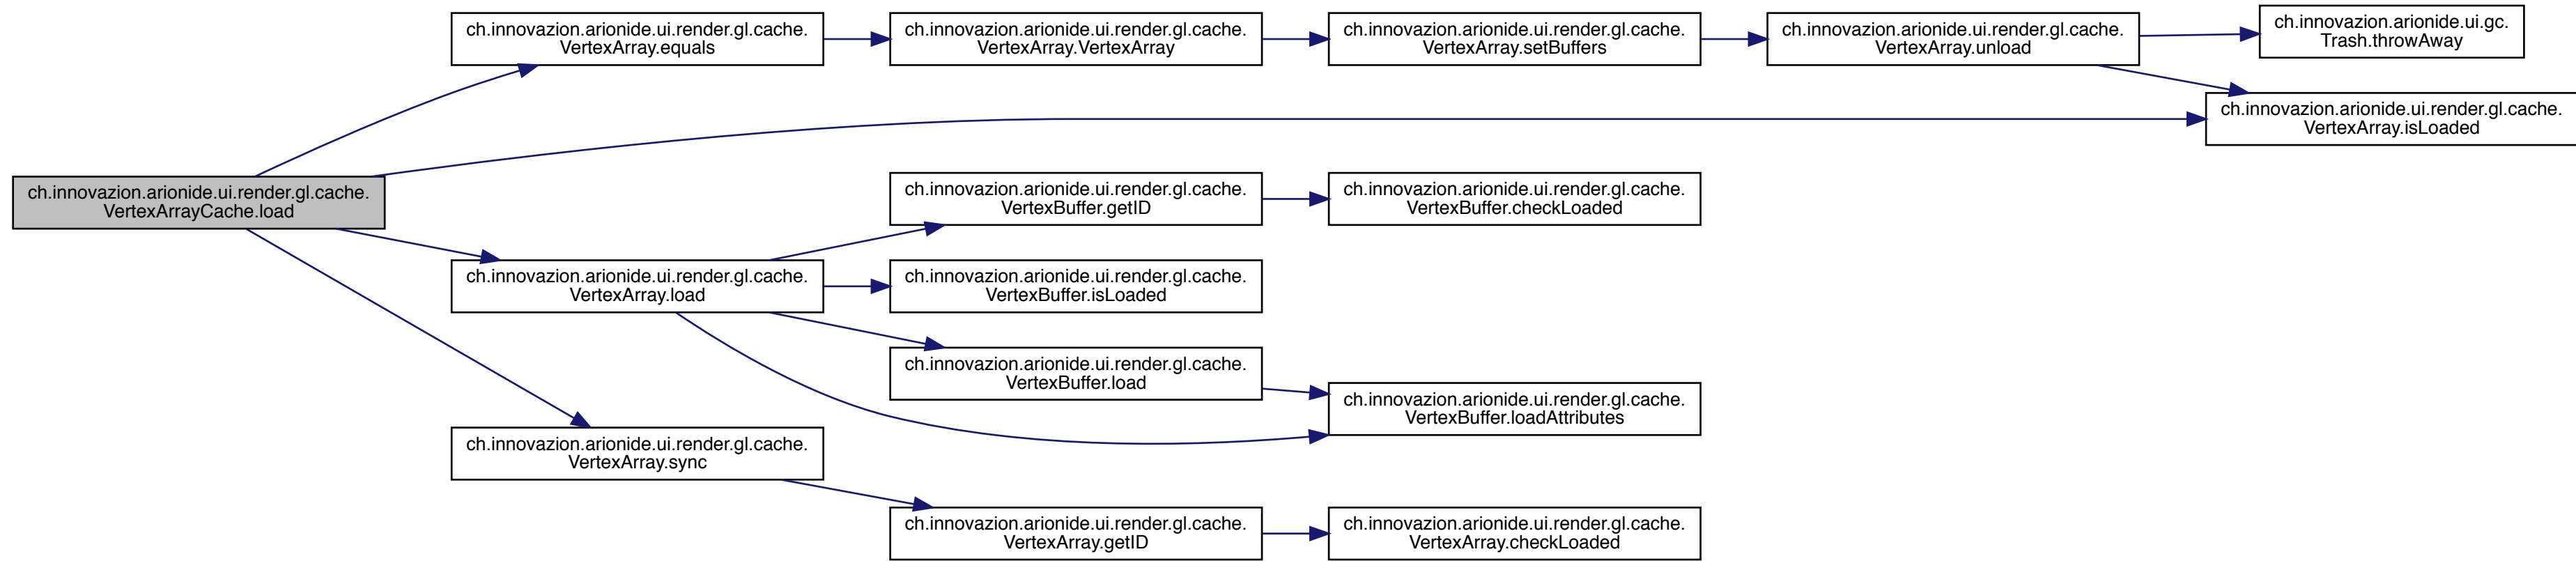 ch.innovazion.arionide.ui.render.gl.cache.
VertexArrayCache.load
ch.innovazion.arionide.ui.render.gl.cache.
VertexArray.equals
ch.innovazion.arionide.ui.render.gl.cache.
VertexArray.VertexArray
ch.innovazion.arionide.ui.render.gl.cache.
VertexArray.setBuffers
ch.innovazion.arionide.ui.render.gl.cache.
VertexArray.unload
ch.innovazion.arionide.ui.gc.
Trash.throwAway
ch.innovazion.arionide.ui.render.gl.cache.
VertexArray.isLoaded
ch.innovazion.arionide.ui.render.gl.cache.
VertexArray.load
ch.innovazion.arionide.ui.render.gl.cache.
VertexBuffer.getID
ch.innovazion.arionide.ui.render.gl.cache.
VertexBuffer.checkLoaded
ch.innovazion.arionide.ui.render.gl.cache.
VertexBuffer.isLoaded
ch.innovazion.arionide.ui.render.gl.cache.
VertexBuffer.load
ch.innovazion.arionide.ui.render.gl.cache.
VertexBuffer.loadAttributes
ch.innovazion.arionide.ui.render.gl.cache.
VertexArray.sync
ch.innovazion.arionide.ui.render.gl.cache.
VertexArray.getID
ch.innovazion.arionide.ui.render.gl.cache.
VertexArray.checkLoaded